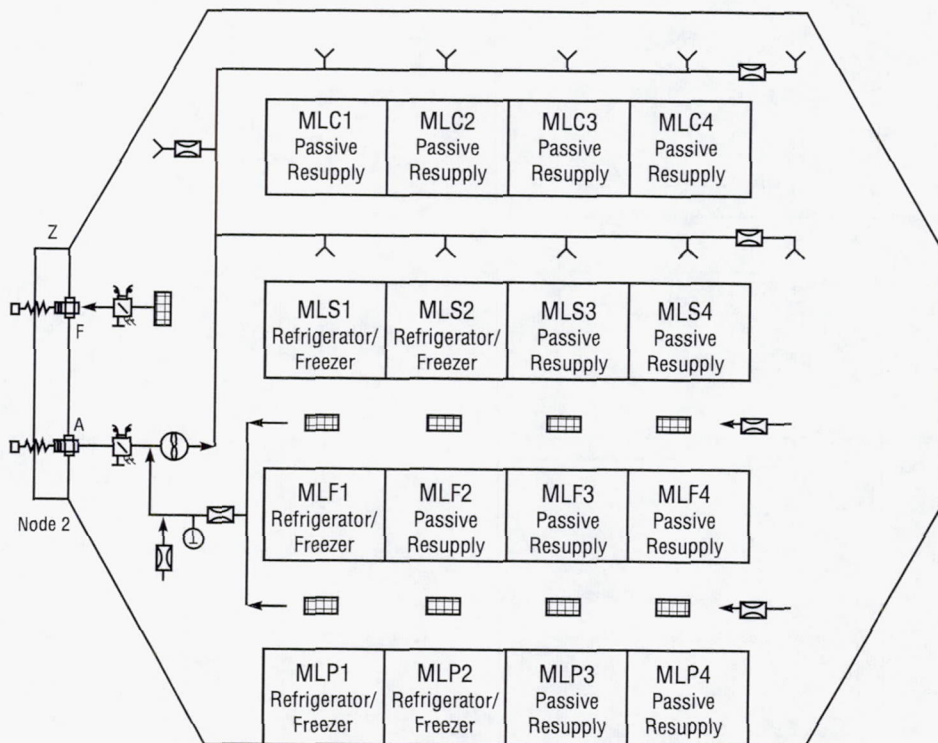 MLC1
Passive
Resupply
MLC2
Passive
Resupply
MLC3
Passive
Resupply
MLC4
Passive
Resupply
Z
F
MLS1
Refrigerator/
Freezer
MLS2
Refrigerator/
Freezer
MLS3
Passive
Resupply
MLS4
Passive
Resupply
A
Node 2
MLF1
Refrigerator/
Freezer
MLF2
Passive
Resupply
MLF3
Passive
Resupply
MLF4
Passive
Resupply
MLP1
Refrigerator/
Freezer
MLP2
Refrigerator/
Freezer
MLP3
Passive
Resupply
MLP4
Passive
Resupply